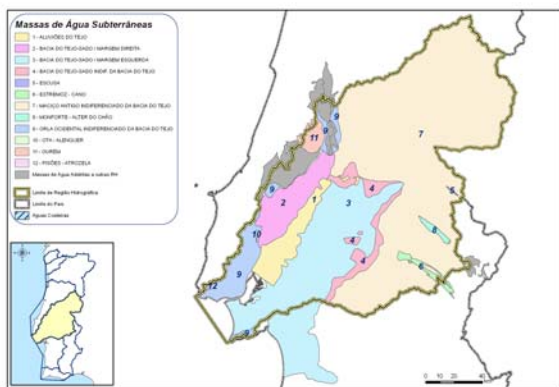 Massas de Água Subterrâneas
1 - ALUVIÕES DO TEJO
2 - BACIA DO TEJO-SADO / MARGEM DIREITA
3 - BACIA DO TEJO-SADO / MARGEM ESQUERDA
4 - BACIA DO TEJO-SADO INDIF. DA BACIA DO TEJO
5 - ESCUSA
6 - ESTREMOZ - CANO
7 - MACIÇO ANTIGO INDIFERENCIADO DA BACIA DO TEJO
8 - MONFORTE - ALTER DO CHÃO
9 - ORLA OCIDENTAL INDIFERENCIADO DA BACIA DO TEJO
10 - OTA - ALENQUER
11 - OURÉM
12 - PISÕES - ATROZELA
Massas de Água Adstritas a outras RH
Limite de Região Hidrográfica
Limite do País
Águas Costeiras
9
9
11
7
9
4
5
1
3
2
8
10
4
4
6
9
12
9
0 10 20 40